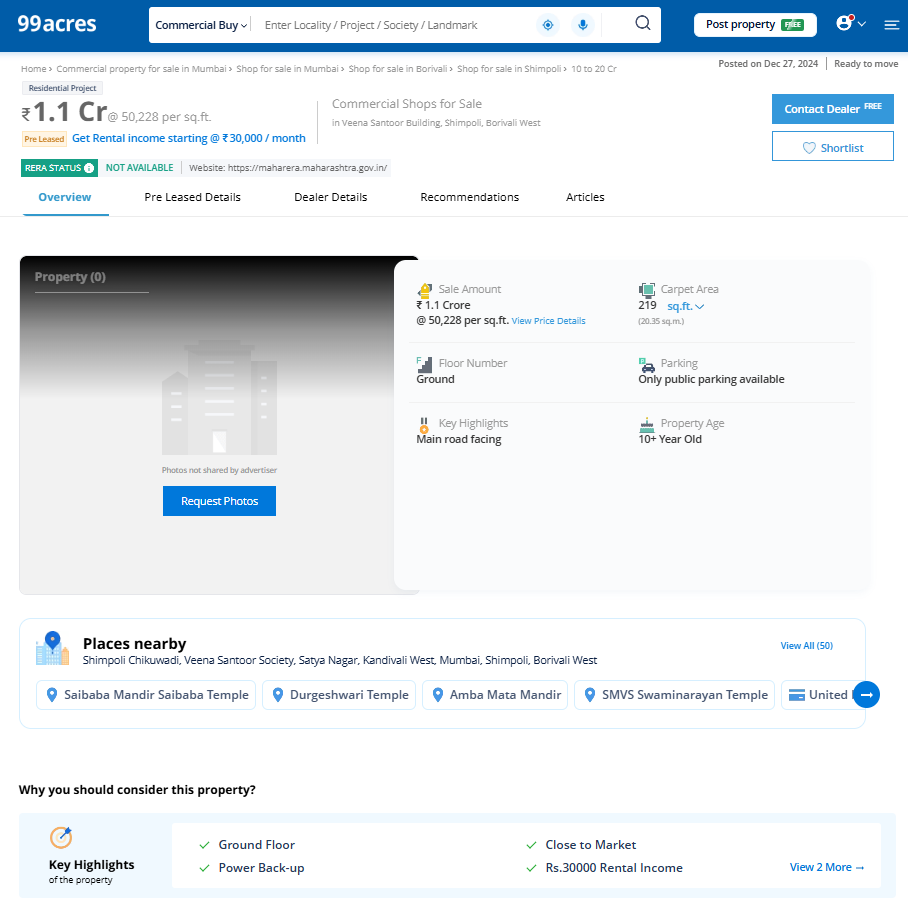 99acres
Commercial Buy
Enter Locality / Project / Society / Landmark
Post property FREE
Home › Commercial property for sale in Mumbai › Shop for sale in Mumbai › Shop for sale in Borivali › Shop for sale in Shimpoli › 10 to 20 Cr
Posted on Dec 27, 2024 | Ready to move
Residential Project
₹1.1 Cr @ 50,228 per sq.ft.
Pre Leased Get Rental income starting @ ₹30,000 / month
Commercial Shops for Sale
in Veena Santoor Building, Shimpoli, Borivali West
Contact Dealer FREE
Shortlist
RERA STATUS i NOT AVAILABLE Website: https://maharera.maharashtra.gov.in/
Overview
Pre Leased Details
Dealer Details
Recommendations
Articles
Property (0)
Photos not shared by advertiser
Request Photos
Sale Amount
₹ 1.1 Crore
@ 50,228 per sq.ft. View Price Details
Carpet Area
219 sq.ft.
(20.35 sq.m.)
F
Floor Number
Ground
P
Parking
Only public parking available
Key Highlights
Main road facing
Property Age
10+ Year Old
Places nearby
Shimpoli Chikuwadi, Veena Santoor Society, Satya Nagar, Kandivali West, Mumbai, Shimpoli, Borivali West
View All (50)
Saibaba Mandir Saibaba Temple
Durgeshwari Temple
Amba Mata Mandir
SMVS Swaminarayan Temple
United
Why you should consider this property?
Key Highlights
of the property
Ground Floor
Close to Market
Power Back-up
Rs.30000 Rental Income
View 2 More →